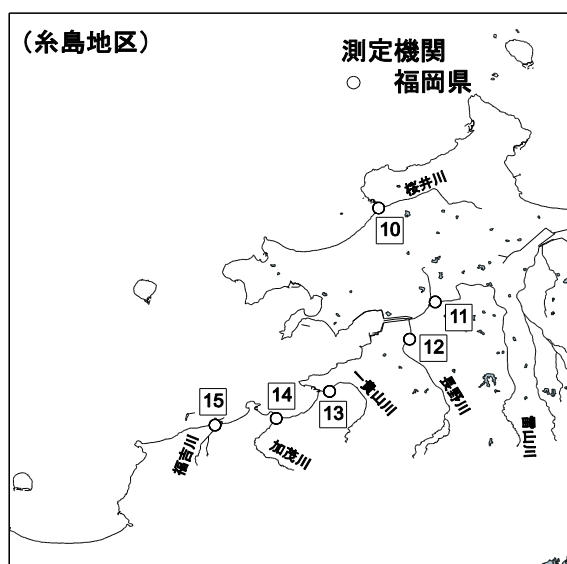 (糸島地区)
測定機関
○ 福岡県
桜井川
10
11
12
一貴山川
長野川
雷山川
13
14
15
加茂川
福吉川